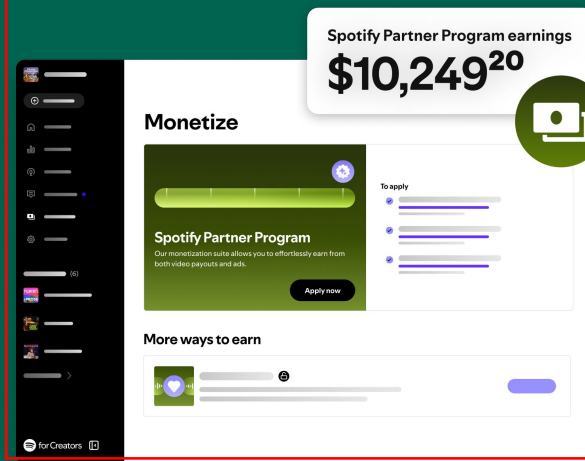 Spotify Partner Program earnings
$10,249²⁰
Monetize
To apply
Spotify Partner Program
Our monetization suite allows you to effortlessly earn from
both video payouts and ads.
Apply now
(6)
More ways to earn
for Creators